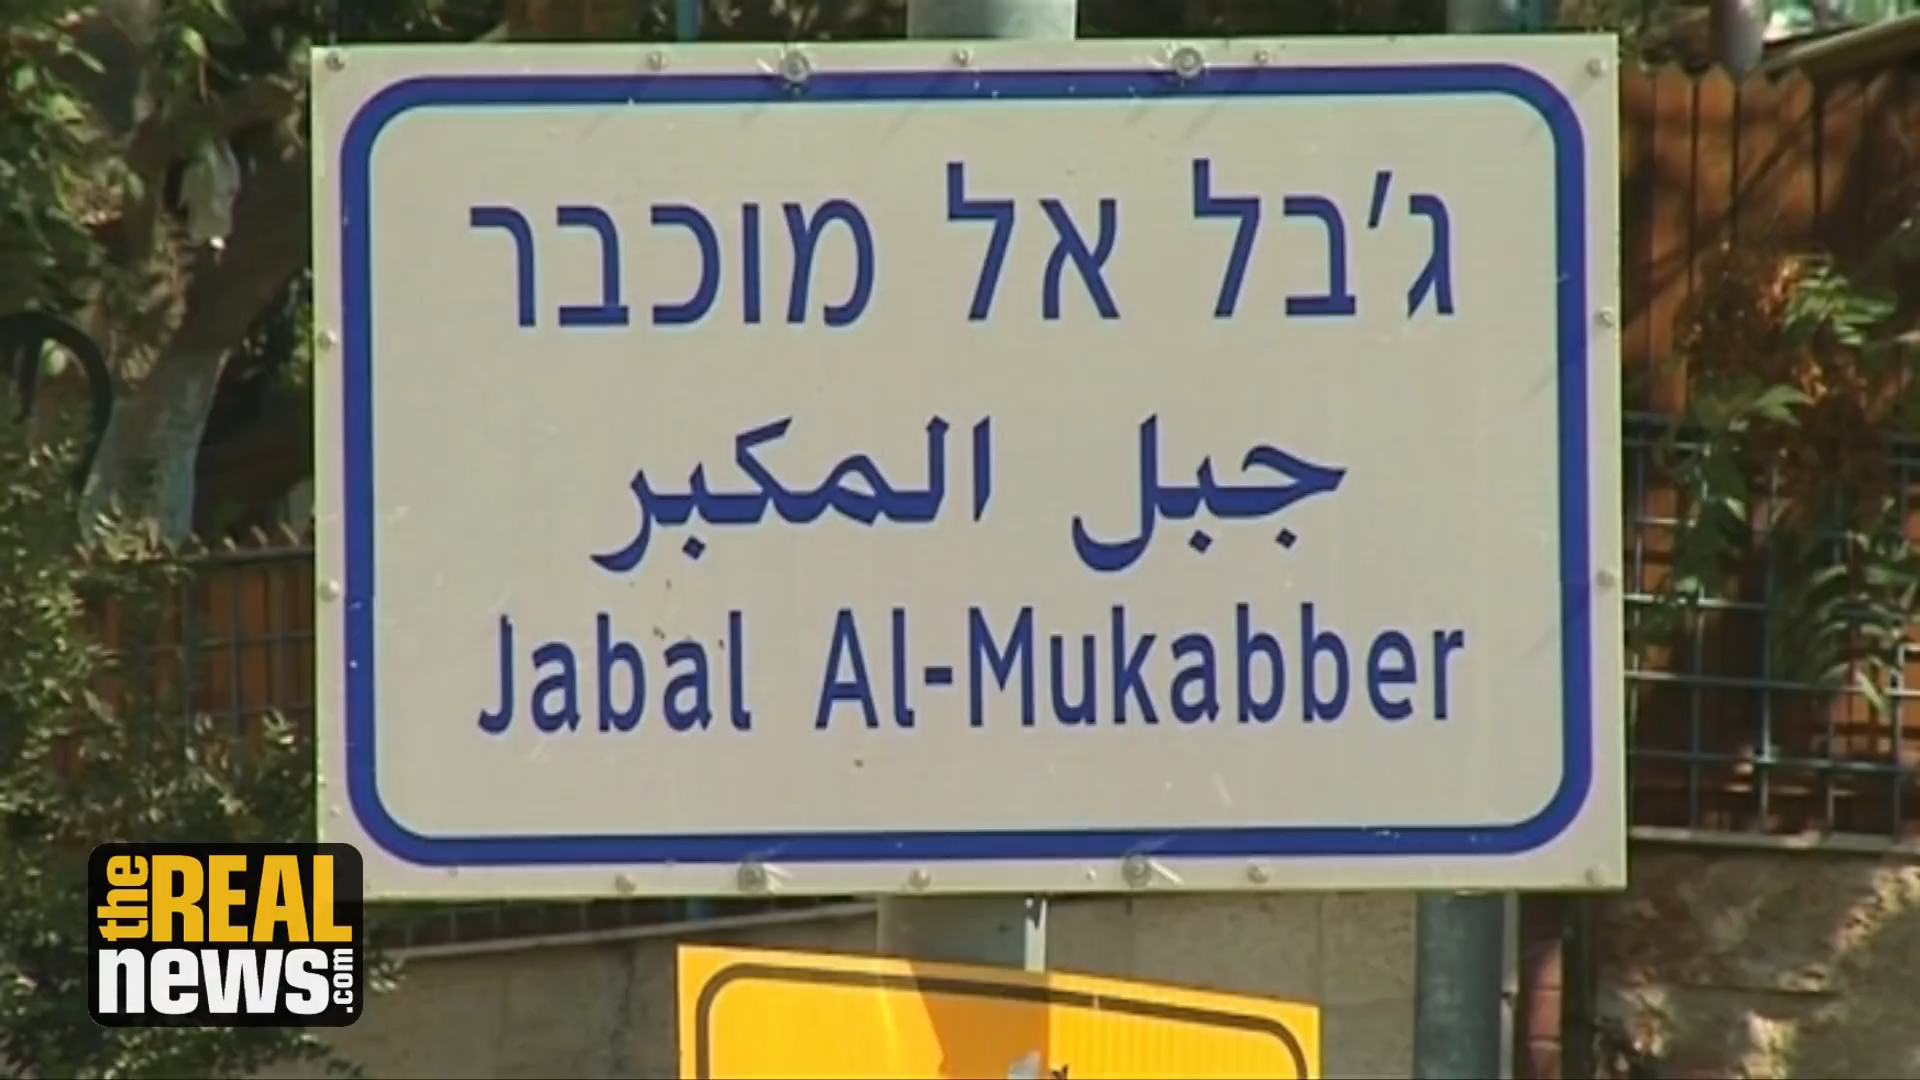 ג'בל אל מוכבר
جبل المكبر
Jabal Al-Mukabber
the REAL
news.com